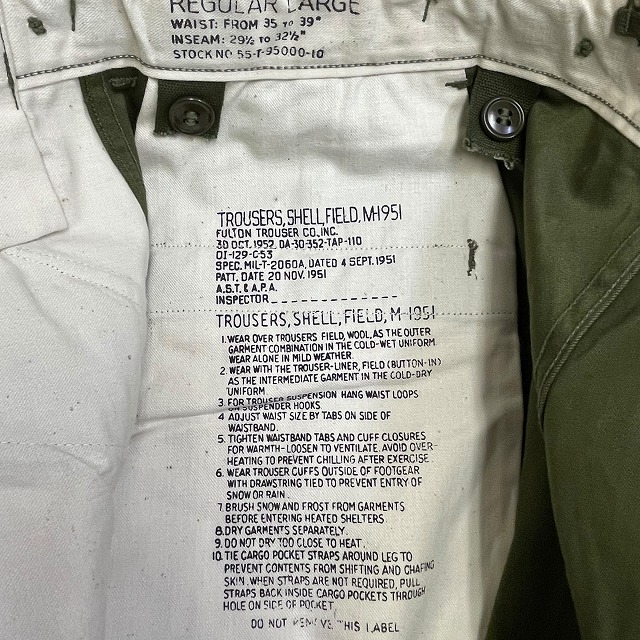 REGULAR LARGE
WAIST: FROM 35 TO 39"
INSEAM: 29½ TO 32½"
STOCK NO 55-T-35000-10
TROUSERS, SHELL, FIELD, M-1951
FULTON TROUSER CO., INC.
30 OCT. 1952, DA-30-352-TAP-110
OI-129-C-53
SPEC. MIL-T-2060A, DATED 4 SEPT. 1951
PATT. DATE 20 NOV. 1951
A.S.T. & A.P.A.
INSPECTOR
TROUSERS, SHELL, FIELD, M-1951
1. WEAR OVER TROUSERS FIELD, WOOL, AS THE OUTER
GARMENT COMBINATION IN THE COLD-WET UNIFORM
WEAR ALONE IN MILD WEATHER.
2. WEAR WITH THE TROUSER-LINER, FIELD (BUTTON-IN)
AS THE INTERMEDIATE GARMENT IN THE COLD-DRY
UNIFORM
3. FOR TROUSER SUSPENSION HANG WAIST LOOPS
ON SUSPENDER HOOKS.
4 ADJUST WAIST SIZE BY TABS ON SIDE OF
WAISTBAND.
5. TIGHTEN WAISTBAND TABS AND CUFF CLOSURES
FOR WARMTH-LOOSEN TO VENTILATE. AVOID OVER-
HEATING TO PREVENT CHILLING AFTER EXERCISE
6. WEAR TROUSER CUFFS OUTSIDE OF FOOTGEAR
WITH DRAWSTRING TIED TO PREVENT ENTRY OF
SNOW OR RAIN.
7. BRUSH SNOW AND FROST FROM GARMENTS
BEFORE ENTERING HEATED SHELTERS
8. DRY GARMENTS SEPARATELY.
9. DO NOT DRY TOO CLOSE TO HEAT.
10. TIE CARGO POCKET STRAPS AROUND LEG TO
PREVENT CONTENTS FROM SHIFTING AND CHAFING
SKIN. WHEN STRAPS ARE NOT REQUIRED, PULL
STRAPS BACK INSIDE CARGO POCKETS THROUGH
HOLE ON SIDE OF POCKET
DO NOT REMOVE THIS LABEL